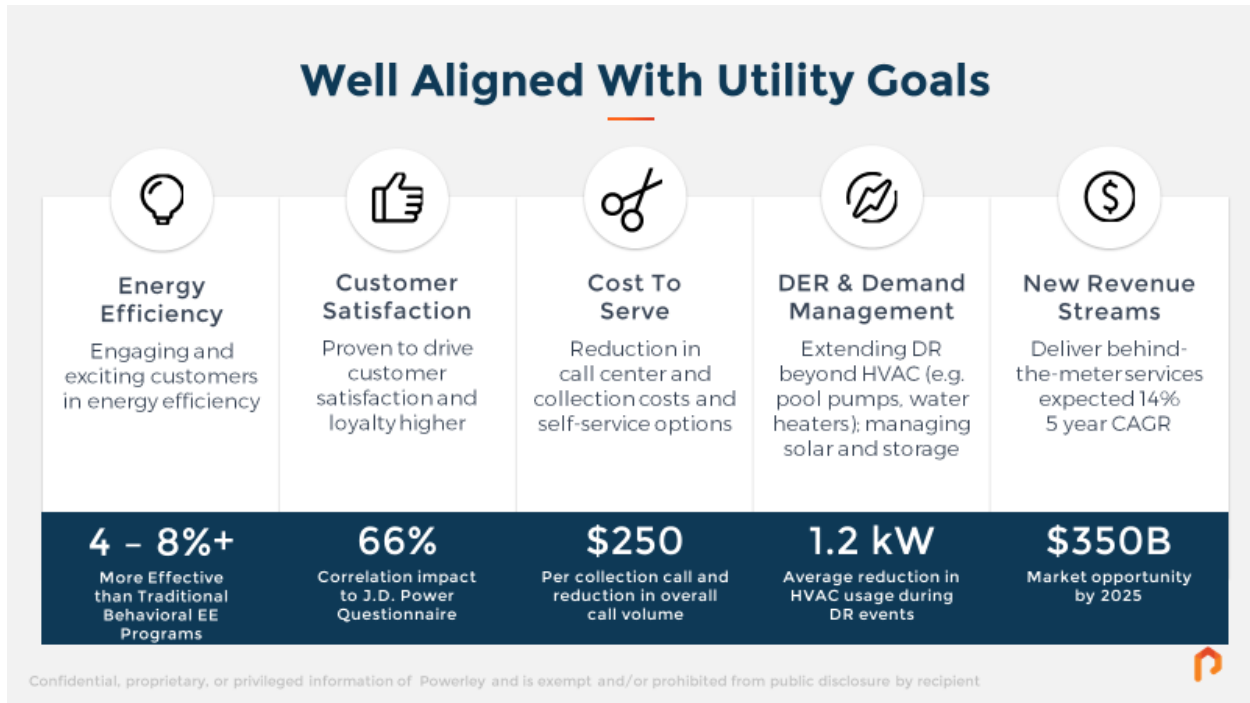 Well Aligned With Utility Goals
Energy
Efficiency
Engaging and
exciting customers
in energy efficiency
4 – 8%+
More Effective
than Traditional
Behavioral EE
Programs
Customer
Satisfaction
Proven to drive
customer
satisfaction and
loyalty higher
66%
Correlation impact
to J.D. Power
Questionnaire
Cost To
Serve
Reduction in
call center and
collection costs and
self-service options
$250
Per collection call and
reduction in overall
call volume
DER & Demand
Management
Extending DR
beyond HVAC (e.g.
pool pumps, water
heaters); managing
solar and storage
1.2 kW
Average reduction in
HVAC usage during
DR events
New Revenue
Streams
Deliver behind-
the-meter services
expected 14%
5 year CAGR
$350B
Market opportunity
by 2025
Confidential, proprietary, or privileged information of Powerley and is exempt and/or prohibited from public disclosure by recipient